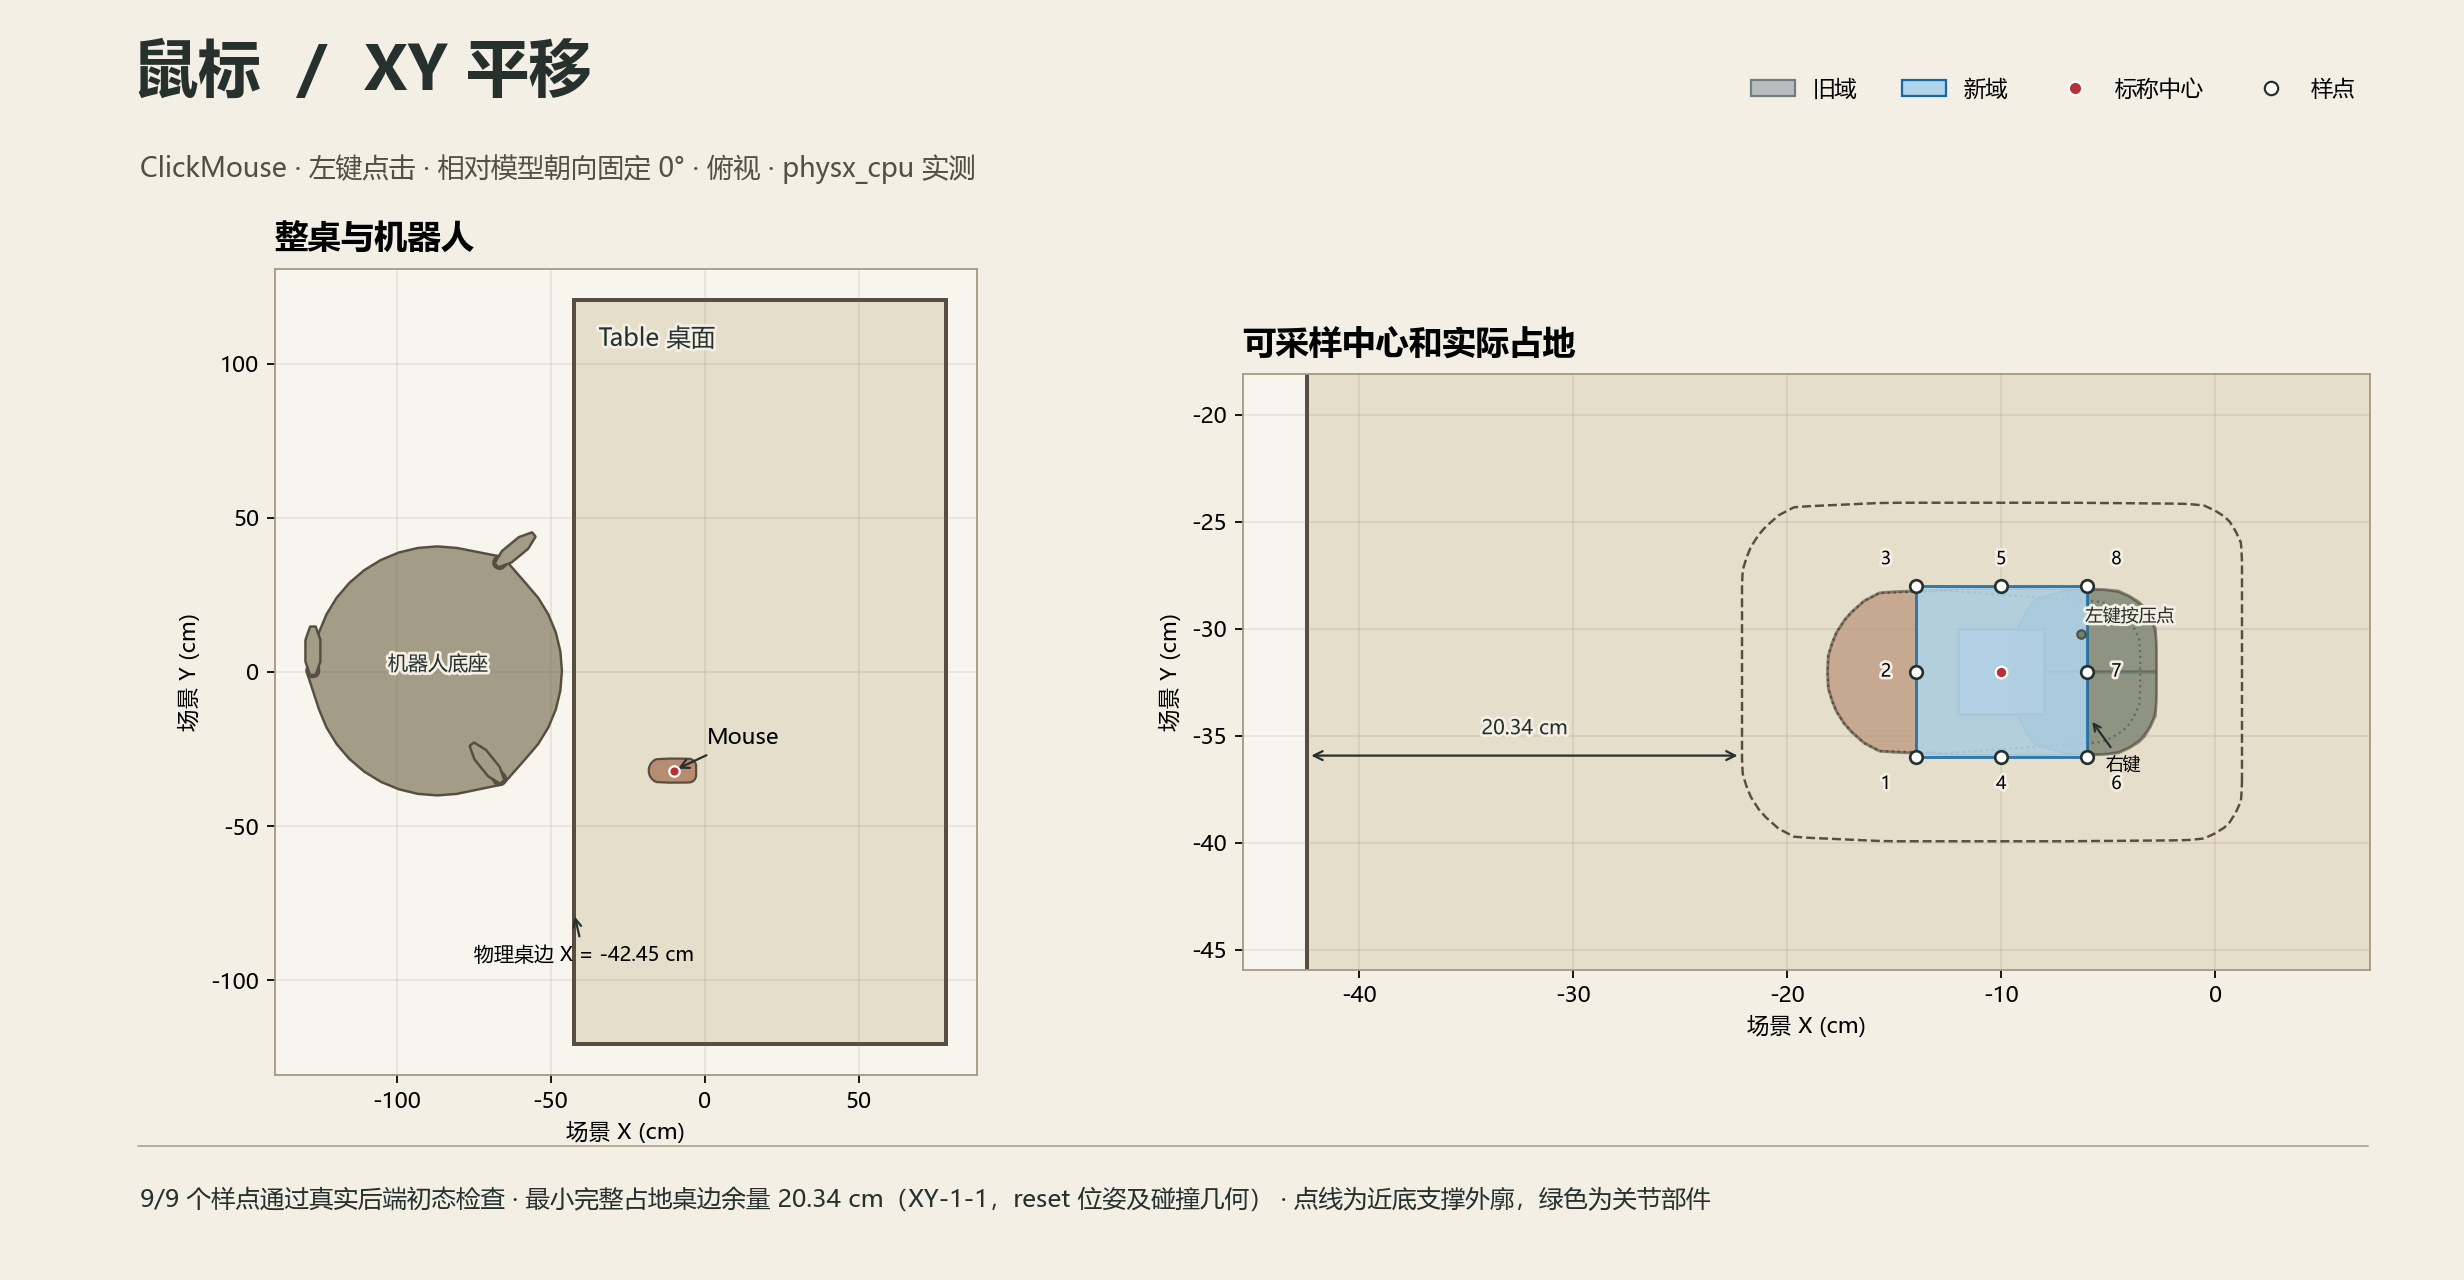 鼠标 / XY 平移
旧域
新域
标称中心
样点
ClickMouse · 左键点击 · 相对模型朝向固定 0° · 俯视 · physx_cpu 实测
整桌与机器人
Table 桌面
100
50
0
-50
-100
场景 Y (cm)
机器人底座
Mouse
物理桌边 X = -42.45 cm
-100
-50
0
50
场景 X (cm)
可采样中心和实际占地
-20
-25
-30
-35
-40
-45
场景 Y (cm)
3
5
8
左键按压点
2
7
20.34 cm
右键
1
4
6
-40
-30
-20
-10
0
场景 X (cm)
9/9 个样点通过真实后端初态检查 · 最小完整占地桌边余量 20.34 cm（XY-1-1，reset 位姿及碰撞几何） · 点线为近底支撑外廓，绿色为关节部件